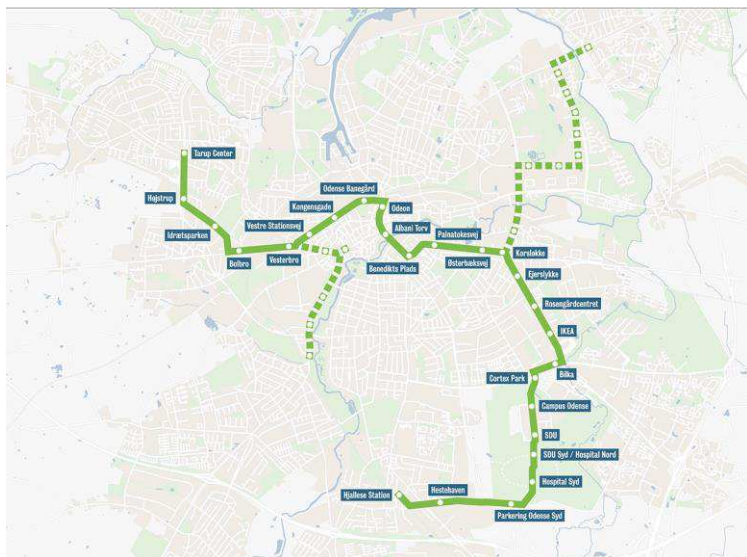 Tarup Center
Højstrup
Idrætsparken
Bolbro
Vesterbro
Vestre Stationsvej
Kongensgade
Odense Banegård
Odeon
Albani Torv
Benedikts Plads
Palnatokesvej
Østerbæksvej
Korsløkke
Ejerslykke
Rosengårdcentret
IKEA
Bilka
Cortex Park
Campus Odense
SDU
SDU Syd / Hospital Nord
Hospital Syd
Parkering Odense Syd
Hestehaven
Hjallese Station